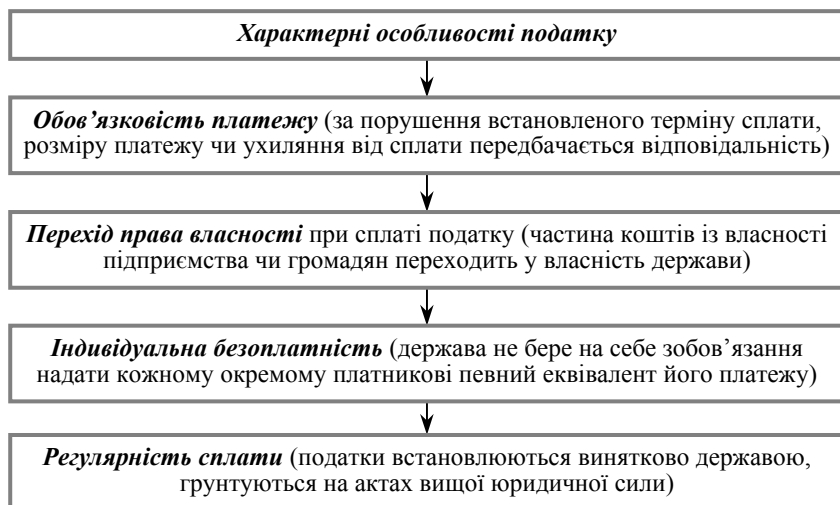 Характерні особливості податку
Обов’язковість платежу (за порушення встановленого терміну сплати,
розміру платежу чи ухиляння від сплати передбачається відповідальність)
Перехід права власності при сплаті податку (частина коштів із власності
підприємства чи громадян переходить у власність держави)
Індивідуальна безоплатність (держава не бере на себе зобов’язання
надати кожному окремому платникові певний еквівалент його платежу)
Регулярність сплати (податки встановлюються винятково державою,
грунтуються на актах вищої юридичної сили)